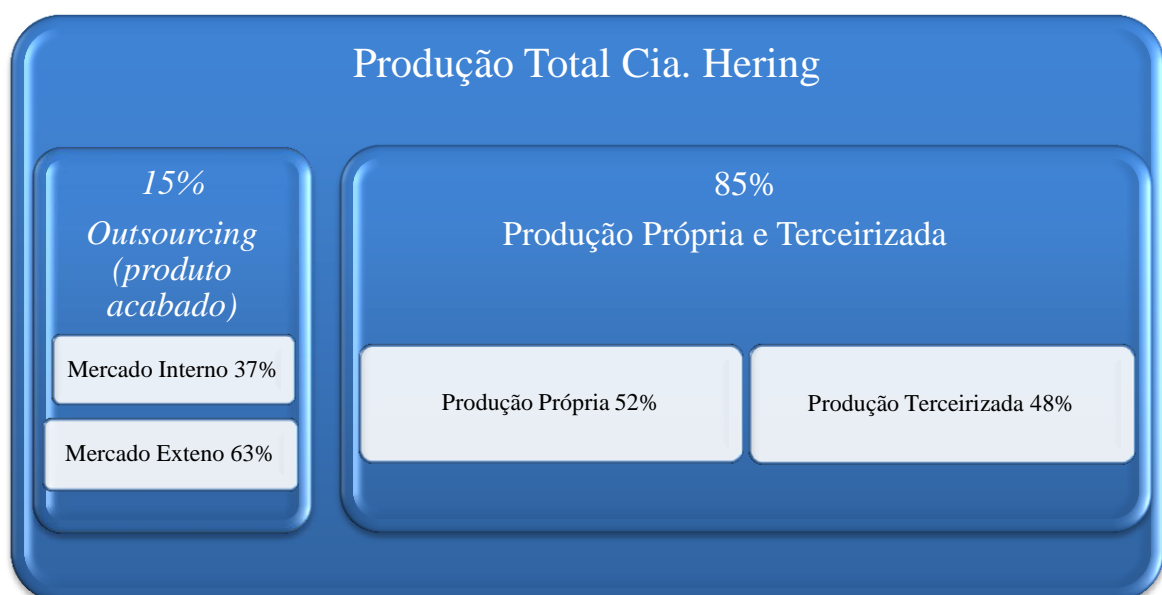 Produção Total Cia. Hering
15%
Outsourcing
(produto
acabado)
Mercado Interno 37%
Mercado Exteno 63%
85%
Produção Própria e Terceirizada
Produção Própria 52%
Produção Terceirizada 48%